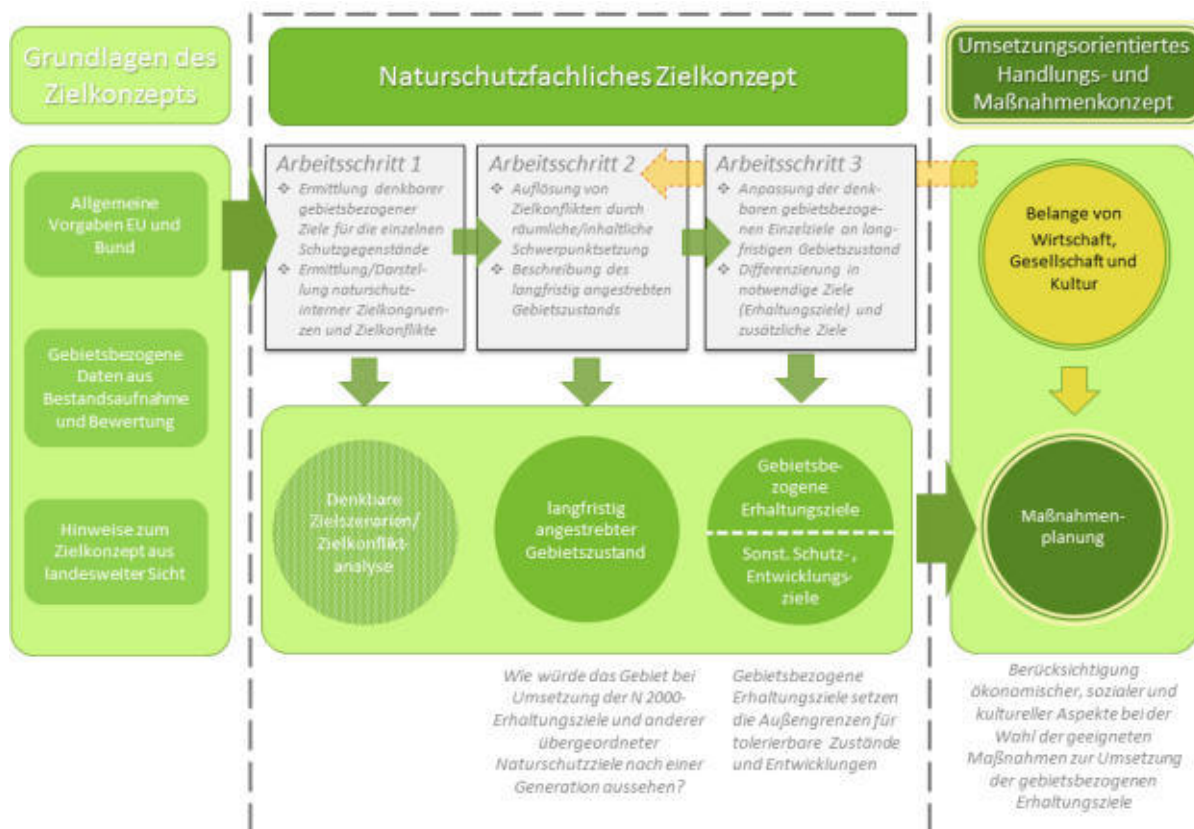 Grundlagen des
Zielkonzepts
Allgemeine
Vorgaben EU und
Bund
Gebietsbezogene
Daten aus
Bestandsaufnahme
und Bewertung
Hinweise zum
Zielkonzept aus
landesweiter Sicht
Naturschutzfachliches Zielkonzept
Arbeitsschritt 1
❖ Ermittlung denkbarer
gebietsbezogener
Ziele für die einzelnen
Schutzgegenstände
❖ Ermittlung/Darstel-
lung naturschutz-
interner Zielkongruen-
zen und Zielkonflikte
Arbeitsschritt 2
❖ Auflösung von
Zielkonflikten durch
räumliche/inhaltliche
Schwerpunktsetzung
❖ Beschreibung des
langfristig angestrebten
Gebietszustands
Arbeitsschritt 3
❖ Anpassung der denk-
baren gebietsbezoge-
nen Einzelziele an lang-
fristigen Gebietszustand
❖ Differenzierung in
notwendige Ziele
(Erhaltungsziele) und
zusätzliche Ziele
Denkbare
Zielszenarien/
Zielkonflikt-
analyse
langfristig
angestrebter
Gebietszustand
Gebietsbe-
zogene
Erhaltungsziele
Sonst. Schutz-,
Entwicklungs-
ziele
Wie würde das Gebiet bei
Umsetzung der N 2000-
Erhaltungsziele und anderer
übergeordneter
Naturschutzziele nach einer
Generation aussehen?
Gebietsbezogene
Erhaltungsziele setzen
die Außengrenzen für
tolerierbare Zustände
und Entwicklungen
Umsetzungsorientiertes
Handlungs- und
Maßnahmenkonzept
Belange von
Wirtschaft,
Gesellschaft und
Kultur
Maßnahmen-
planung
Berücksichtigung
ökonomischer, sozialer und
kultureller Aspekte bei der
Wahl der geeigneten
Maßnahmen zur Umsetzung
der gebietsbezogenen
Erhaltungsziele